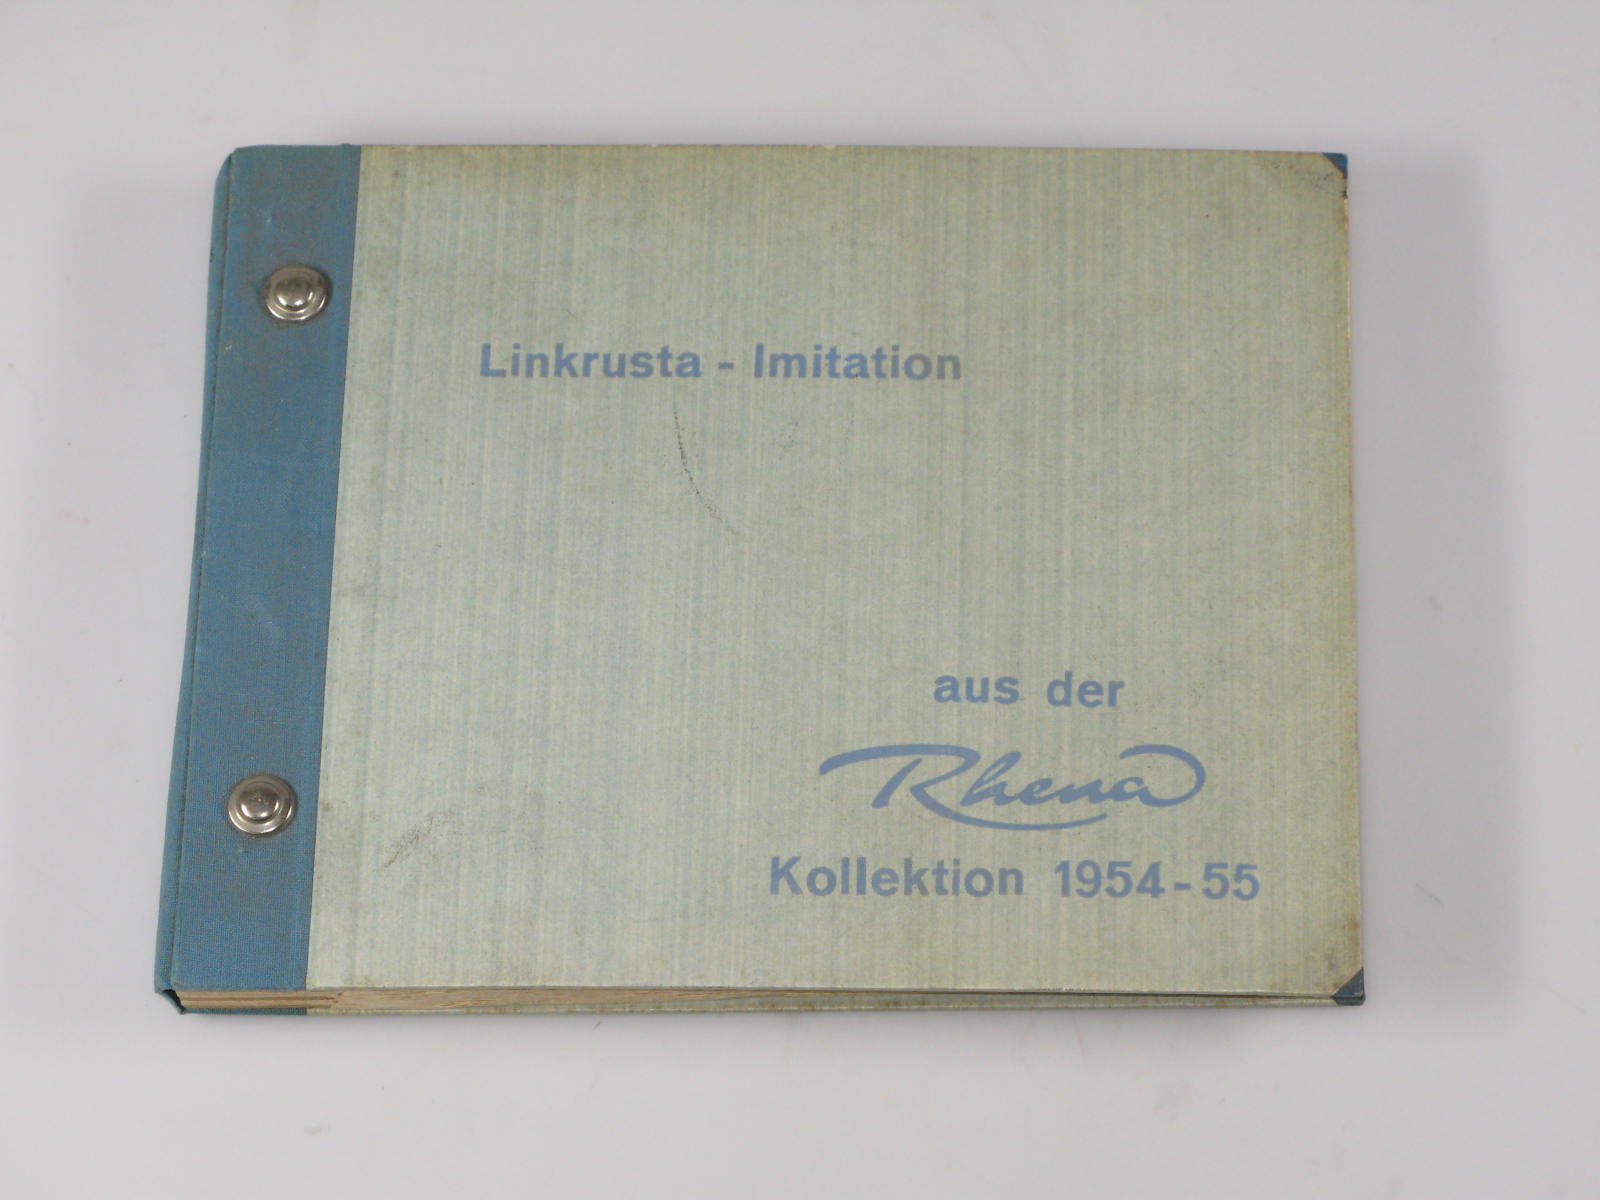 Linkrusta - Imitation
aus der
Rhena
Kollektion 1954-55